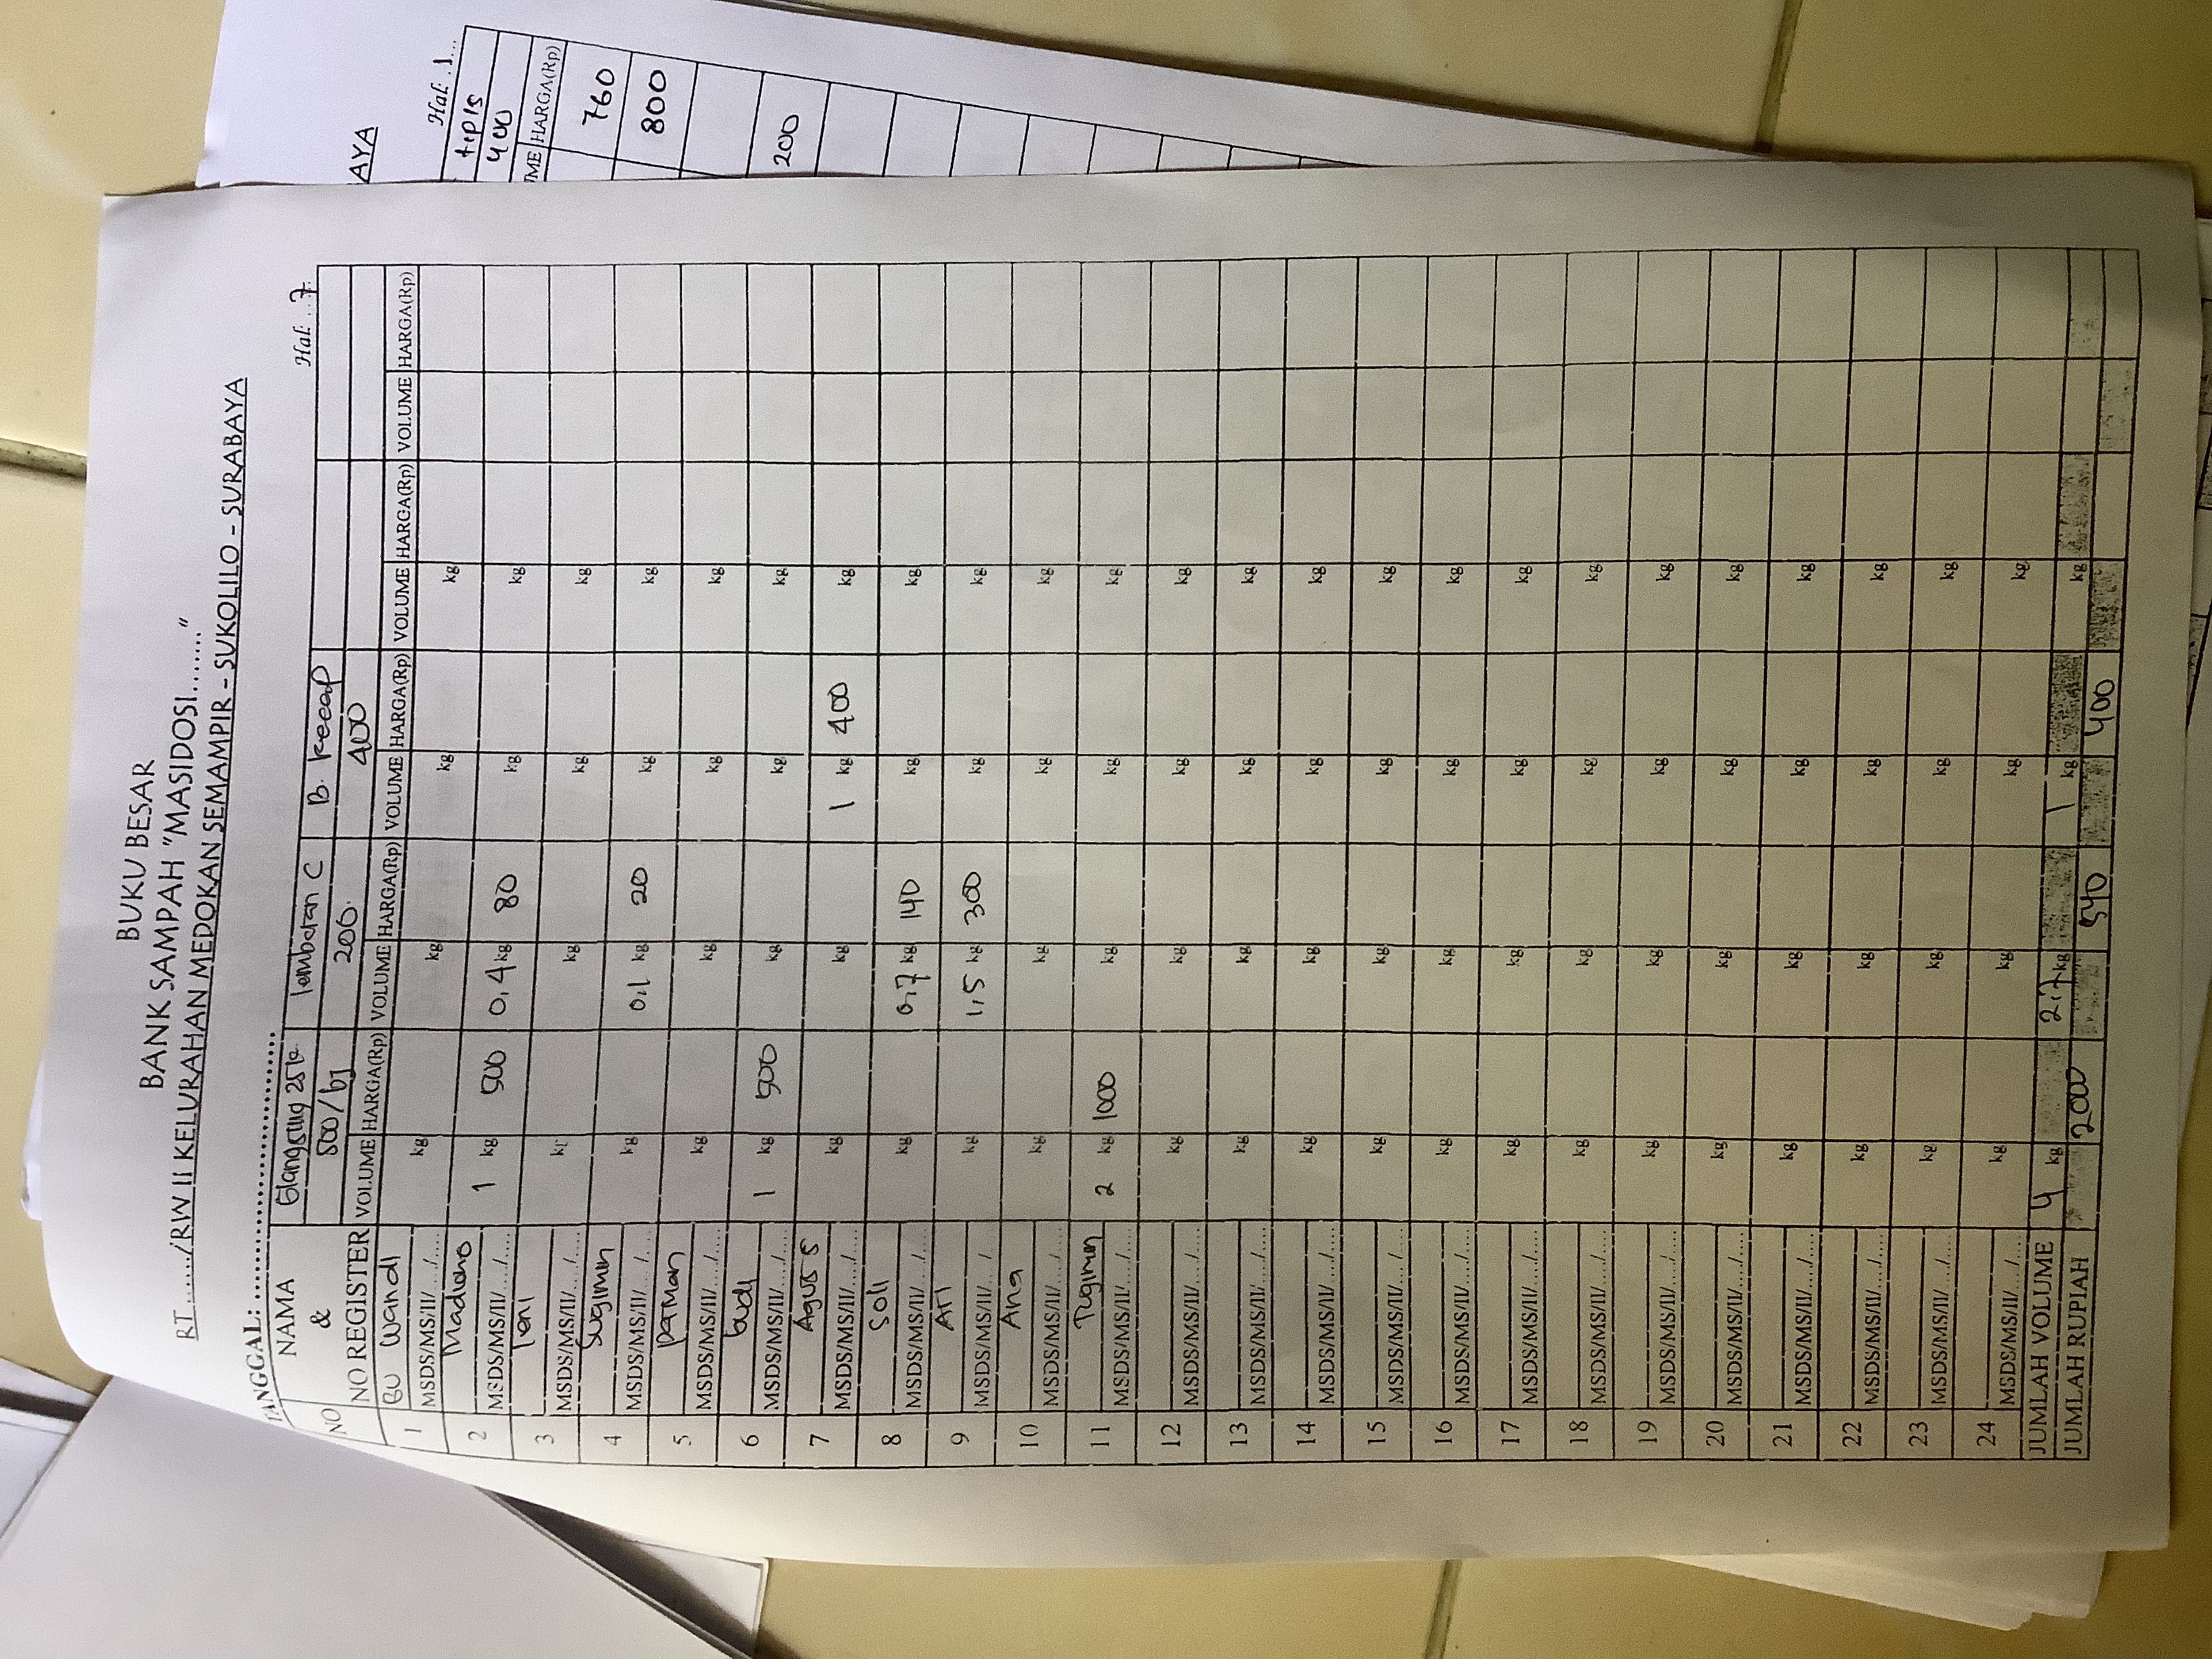 BUKU BESAR
BANK SAMPAH "MASIDOSI......."
RT ....../RW II KELURAHAN MEDOKAN SEMAMPIR - SUKOLILO - SURABAYA
TANGGAL: ..............................
Hal: ..7.
NO NAMA & NO REGISTER Glangsing 25k lembaran C B. kecap
500/bj 200. 400
VOLUME HARGA(Rp) VOLUME HARGA(Rp) VOLUME HARGA(Rp) VOLUME HARGA(Rp) VOLUME HARGA(Rp)
1 BU Wandi
MSDS/MS/II/..../.... kg kg kg kg
2 Madiono
MSDS/MS/II/..../.... 1 kg 500 0,4 kg 80 kg kg
3 Teni
MSDS/MS/II/..../.... kg kg kg kg
4 Sugimin
MSDS/MS/II/..../.... kg 0,1 kg 20 kg kg
5 paiman
MSDS/MS/II/..../.... kg kg kg kg
6 budi
MSDS/MS/II/..../.... 1 kg 500 kg kg kg
7 Agus S
MSDS/MS/II/..../.... kg kg 1 kg 400 kg
8 Soli
MSDS/MS/II/..../.... kg 0,7 kg 140 kg kg
9 Ari
MSDS/MS/II/..../.... kg 1,5 kg 300 kg kg
10 Ana
MSDS/MS/II/..../.... kg kg kg kg
11 Tugimin
MSDS/MS/II/..../.... 2 kg 1000 kg kg kg
12 MSDS/MS/II/..../.... kg kg kg kg
13 MSDS/MS/II/..../.... kg kg kg kg
14 MSDS/MS/II/..../.... kg kg kg kg
15 MSDS/MS/II/..../.... kg kg kg kg
16 MSDS/MS/II/..../.... kg kg kg kg
17 MSDS/MS/II/..../.... kg kg kg kg
18 MSDS/MS/II/..../.... kg kg kg kg
19 MSDS/MS/II/..../.... kg kg kg kg
20 MSDS/MS/II/..../.... kg kg kg kg
21 MSDS/MS/II/..../.... kg kg kg kg
22 MSDS/MS/II/..../.... kg kg kg kg
23 MSDS/MS/II/..../.... kg kg kg kg
24 MSDS/MS/II/..../.... kg kg kg kg
JUMLAH VOLUME 4 kg 2,7 kg 1 kg kg
JUMLAH RUPIAH 2000 540 400
AYA
Hal: .1...
tipis
400
HARGA(Rp)
760
800
200